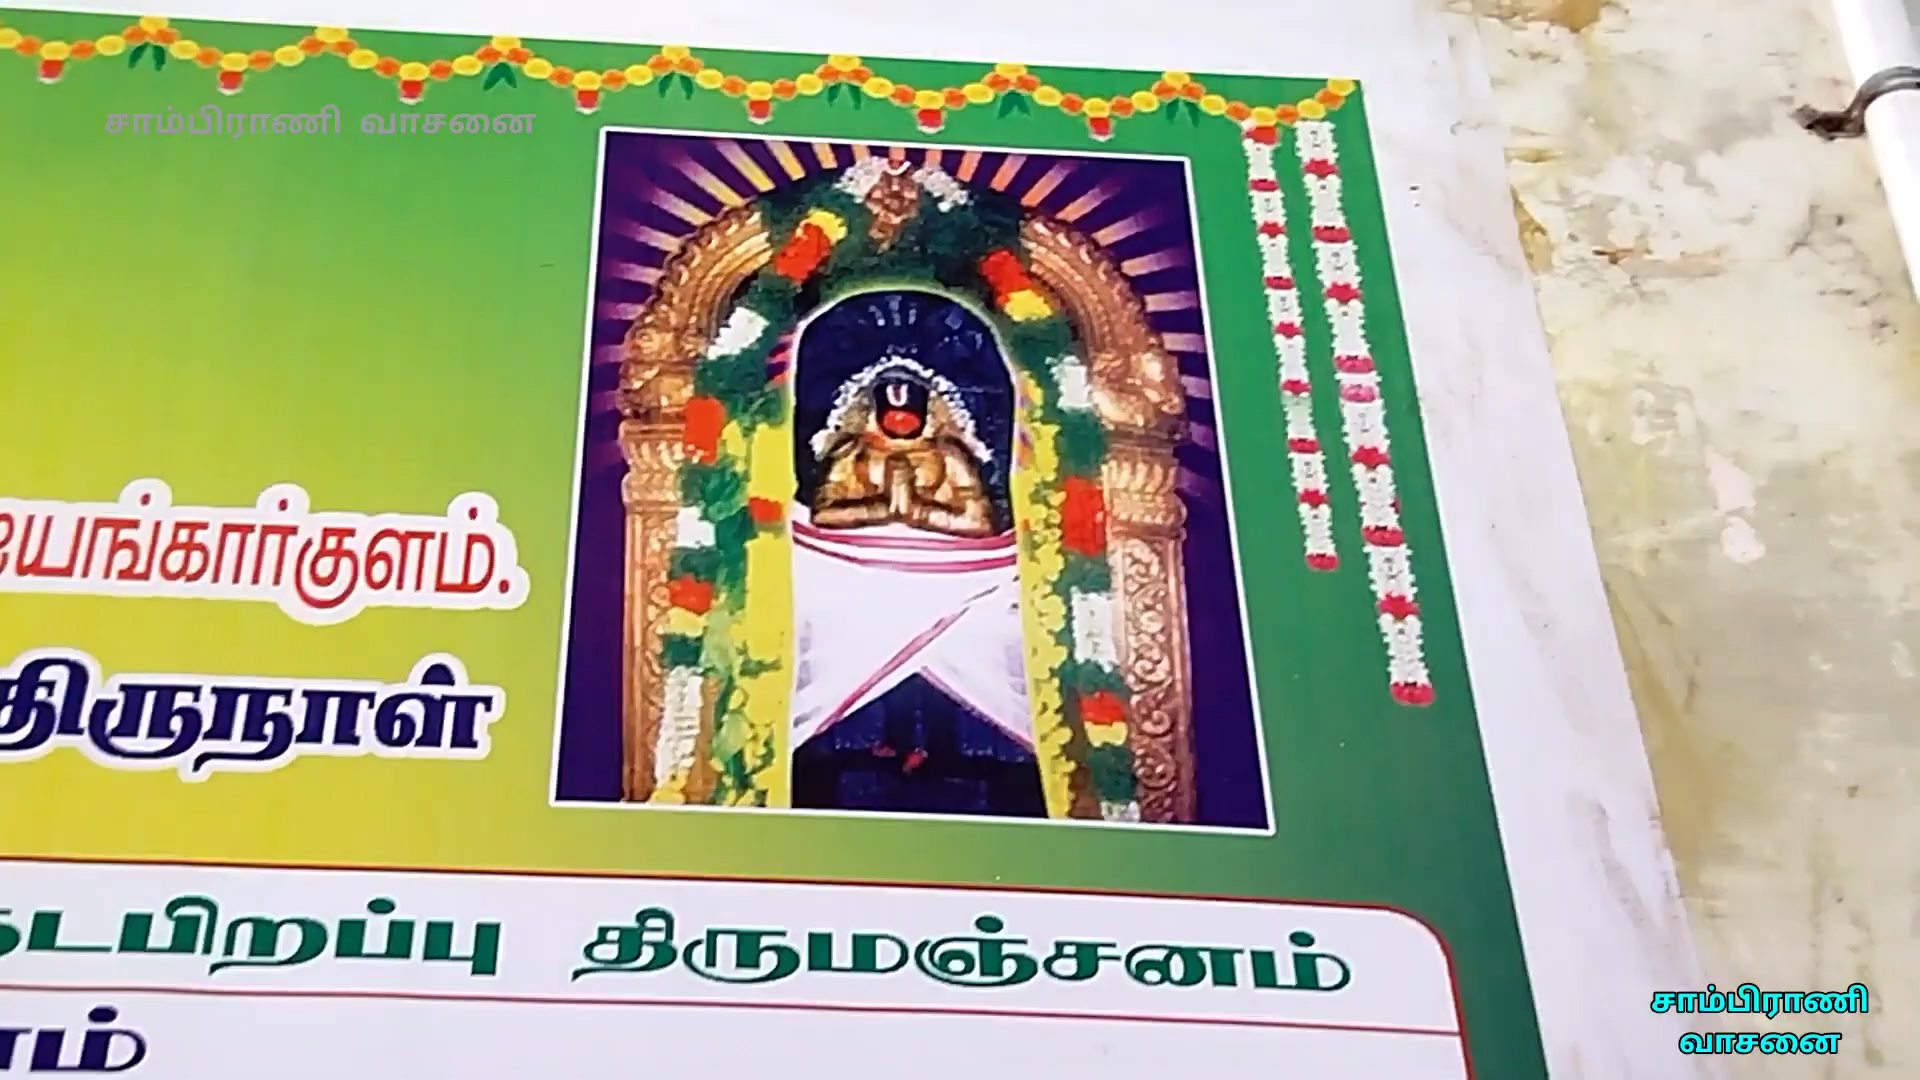 சாம்பிராணி வாசனை
யேங்கார்குளம்.
திருநாள்
டபிறப்பு திருமஞ்சனம்
ம்
சாம்பிராணி
வாசனை